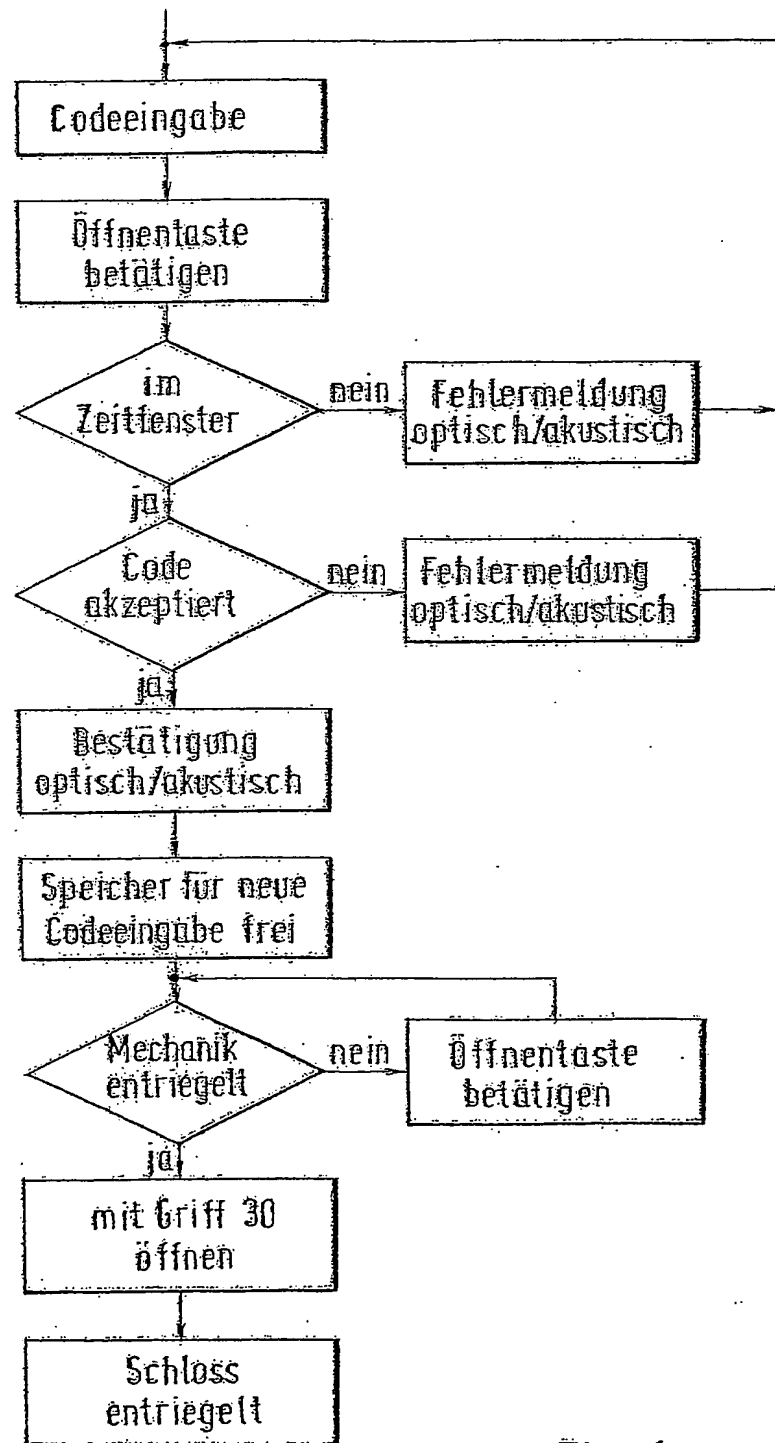 Codeeingabe
Öffnentaste
betätigen
im
Zeitfenster
nein
Fehlermeldung
optisch/akustisch
ja
Code
akzeptiert
nein
Fehlermeldung
optisch/akustisch
ja
Bestätigung
optisch/akustisch
Speicher für neue
Codeeingabe frei
Mechanik
entriegelt
nein
Öffnentaste
betätigen
ja
mit Griff 30
öffnen
Schloss
entriegelt